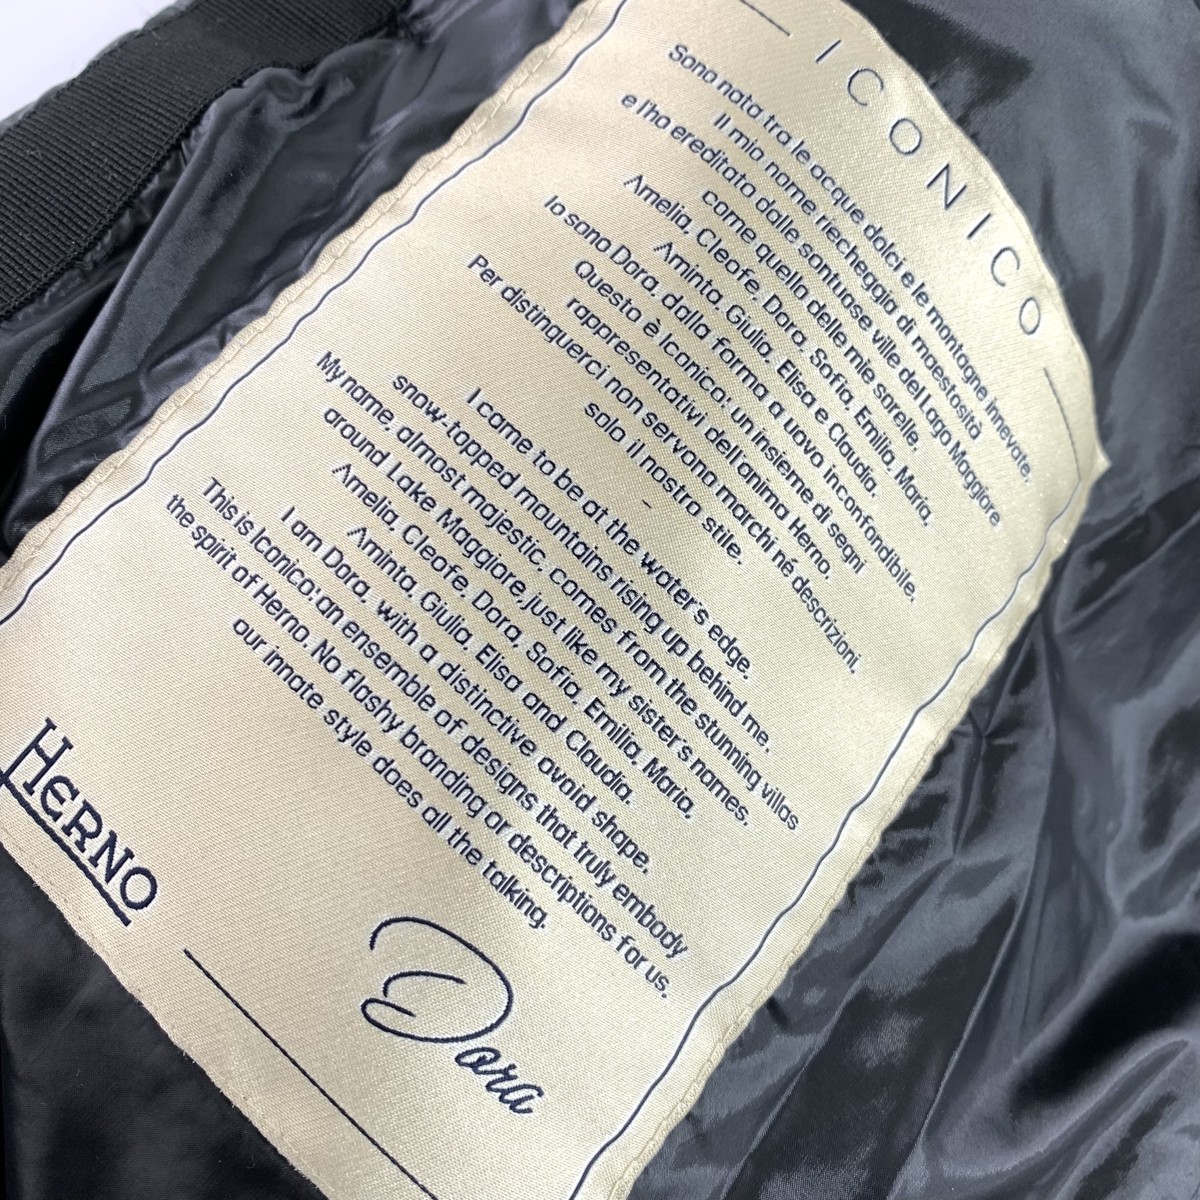 ICONICO
Sono nata tra le acque dolci e le montagne innevate.
Il mio nome riecheggia di maestosità
e l'ho ereditato dalle sontuose ville del Lago Maggiore
come quello delle mie sorelle.
Amelia, Cleofe, Dora, Sofia, Emilia, Maria,
Aminta, Giulia, Elisa e Claudia.
Io sono Dora, dalla forma a uovo inconfondibile.
Questo è Iconico: un insieme di segni
rappresentativi dell'animo Herno.
Per distinguerci non servono marchi né descrizioni,
solo il nostro stile.
–
I came to be at the water's edge,
snow-topped mountains rising up behind me.
My name, almost majestic, comes from the stunning villas
around Lake Maggiore, just like my sister's names.
Amelia, Cleofe, Dora, Sofia, Emilia, Maria,
Aminta, Giulia, Elisa and Claudia.
I am Dora, with a distinctive ovoid shape,
This is Iconico: an ensemble of designs that truly embody
the spirit of Herno. No flashy branding or descriptions for us,
our innate style does all the talking.
HERNO
Dora